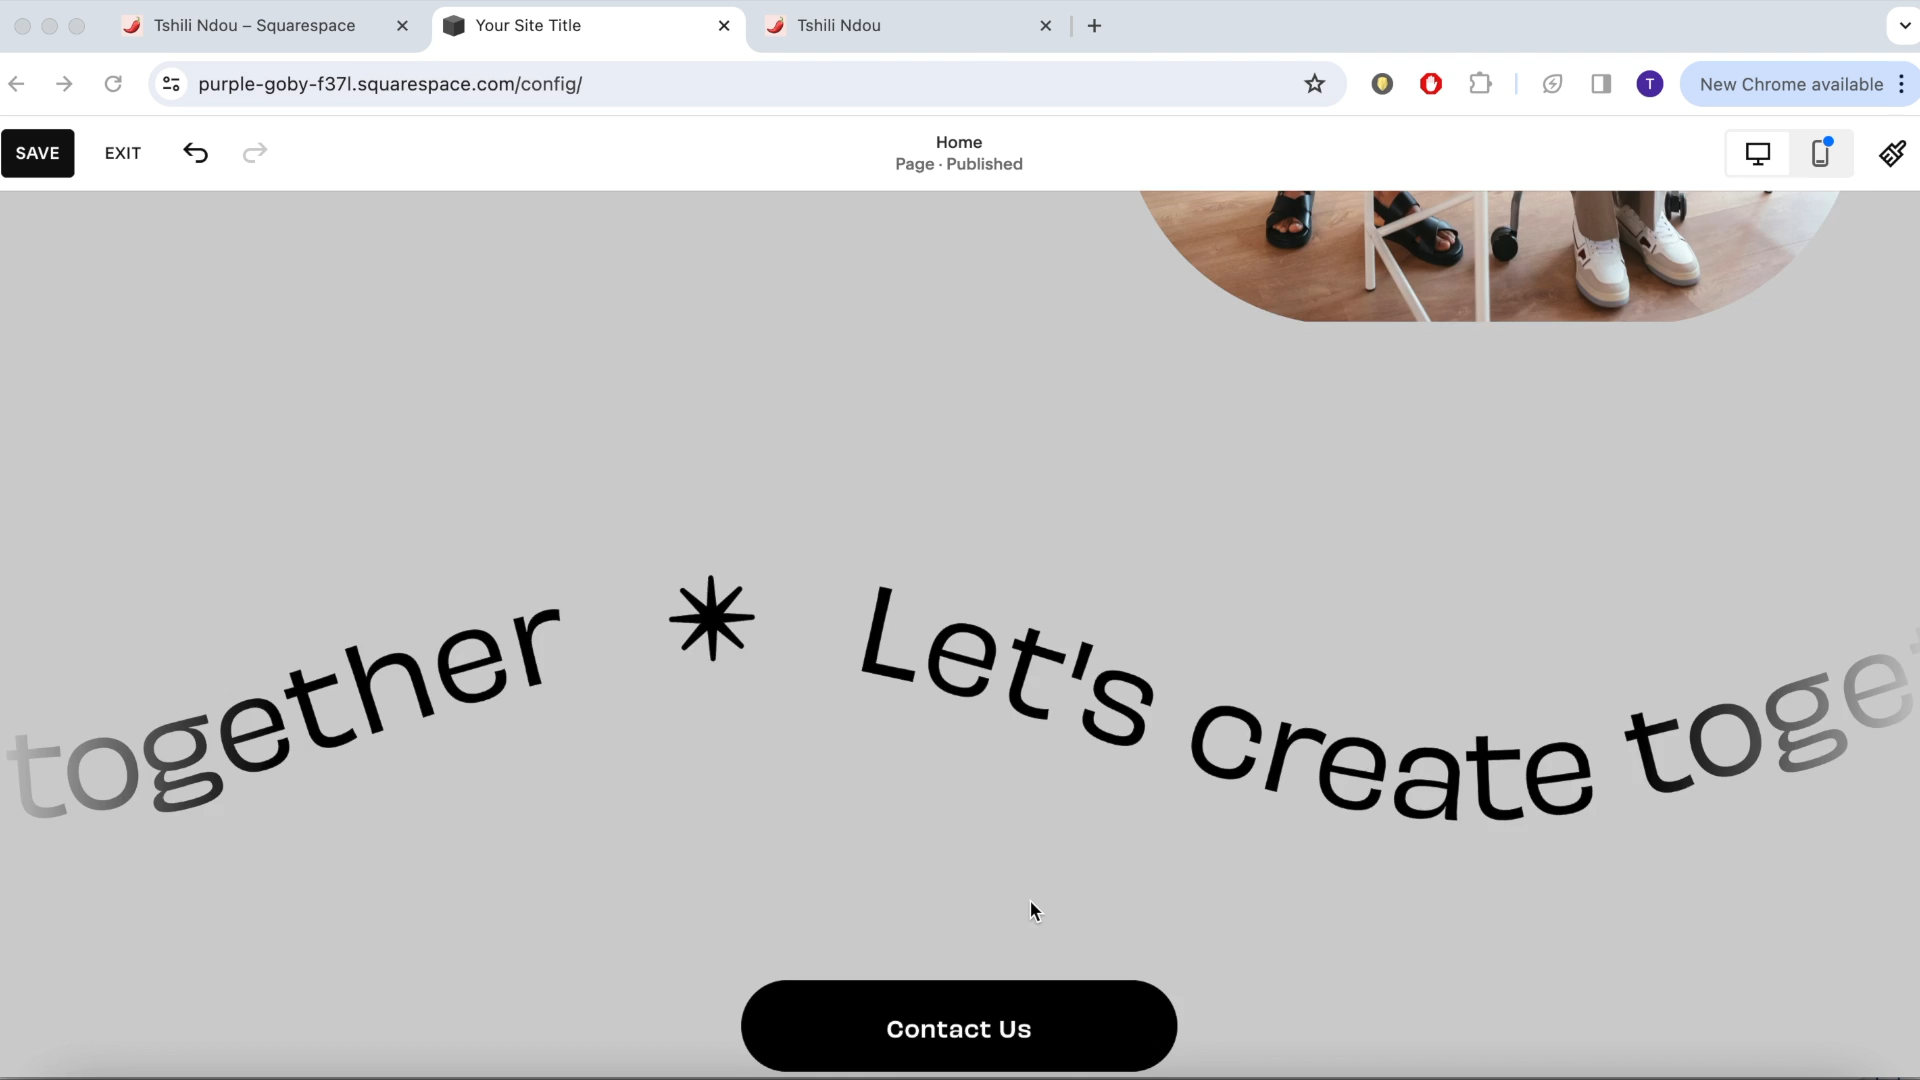 Tshili Ndou – Squarespace
Your Site Title
Tshili Ndou
purple-goby-f37l.squarespace.com/config/
T
New Chrome available
SAVE
EXIT
Home
Page · Published
together * Let's create toget
Contact Us